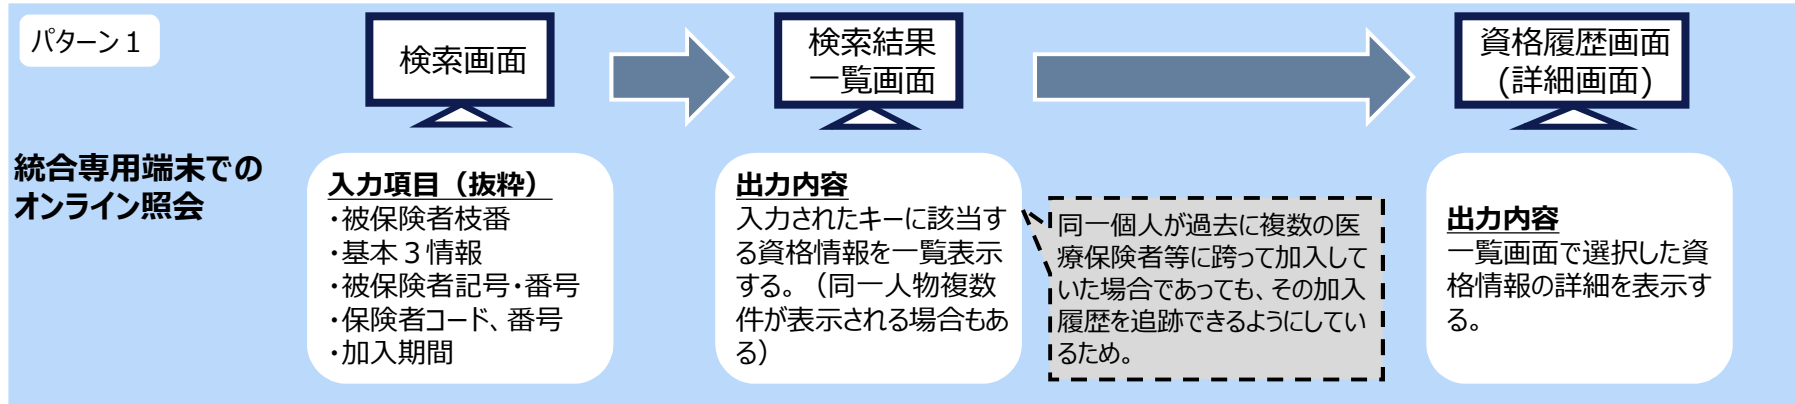 パターン１
検索画面
検索結果
一覧画面
資格履歴画面
(詳細画面)
統合専用端末での
オンライン照会
入力項目（抜粋）
・被保険者枝番
・基本３情報
・被保険者記号・番号
・保険者コード、番号
・加入期間
出力内容
入力されたキーに該当す
る資格情報を一覧表示
する。（同一人物複数
件が表示される場合もあ
る）
同一個人が過去に複数の医
療保険者等に跨って加入して
いた場合であっても、その加入
履歴を追跡できるようにしてい
るため。
出力内容
一覧画面で選択した資
格情報の詳細を表示す
る。